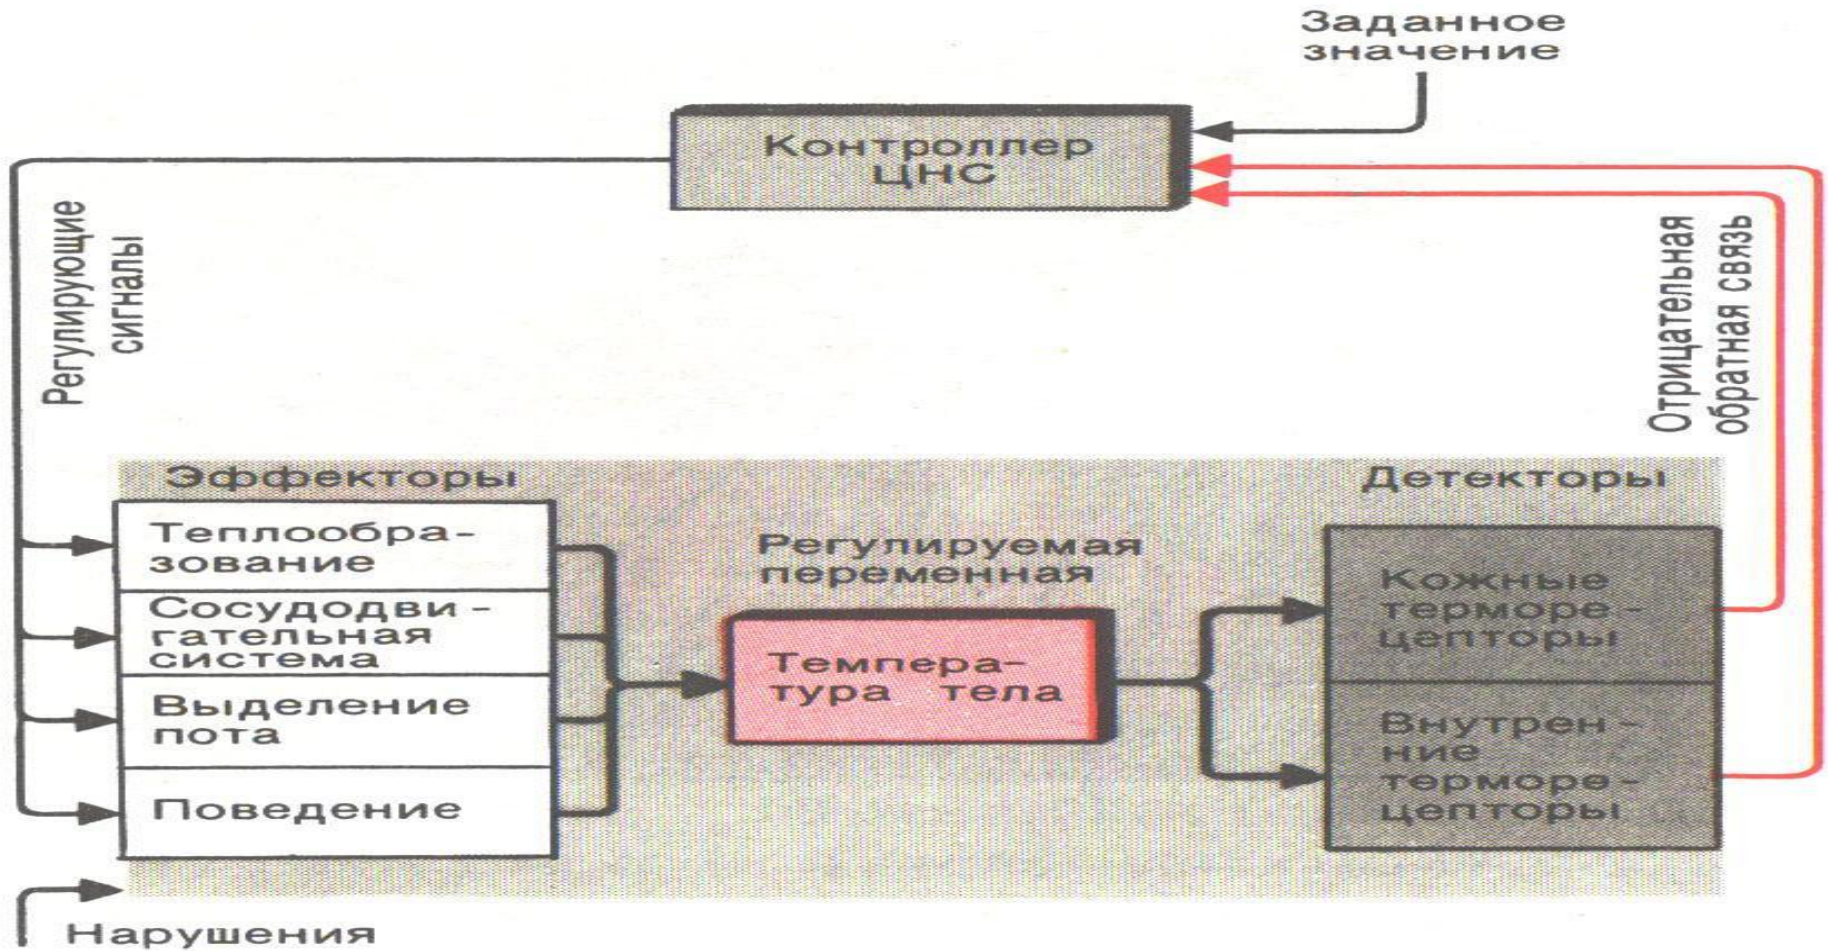 Заданное
значение
Контроллер
ЦНС
Регулирующие
сигналы
Отрицательная
обратная связь
Эффекторы
Теплообра-
зование
Сосудодви-
гательная
система
Выделение
пота
Поведение
Регулируемая
переменная
Темпера-
тура тела
Детекторы
Кожные
терморе-
цепторы
Внутрен-
ние
терморе-
цепторы
Нарушения